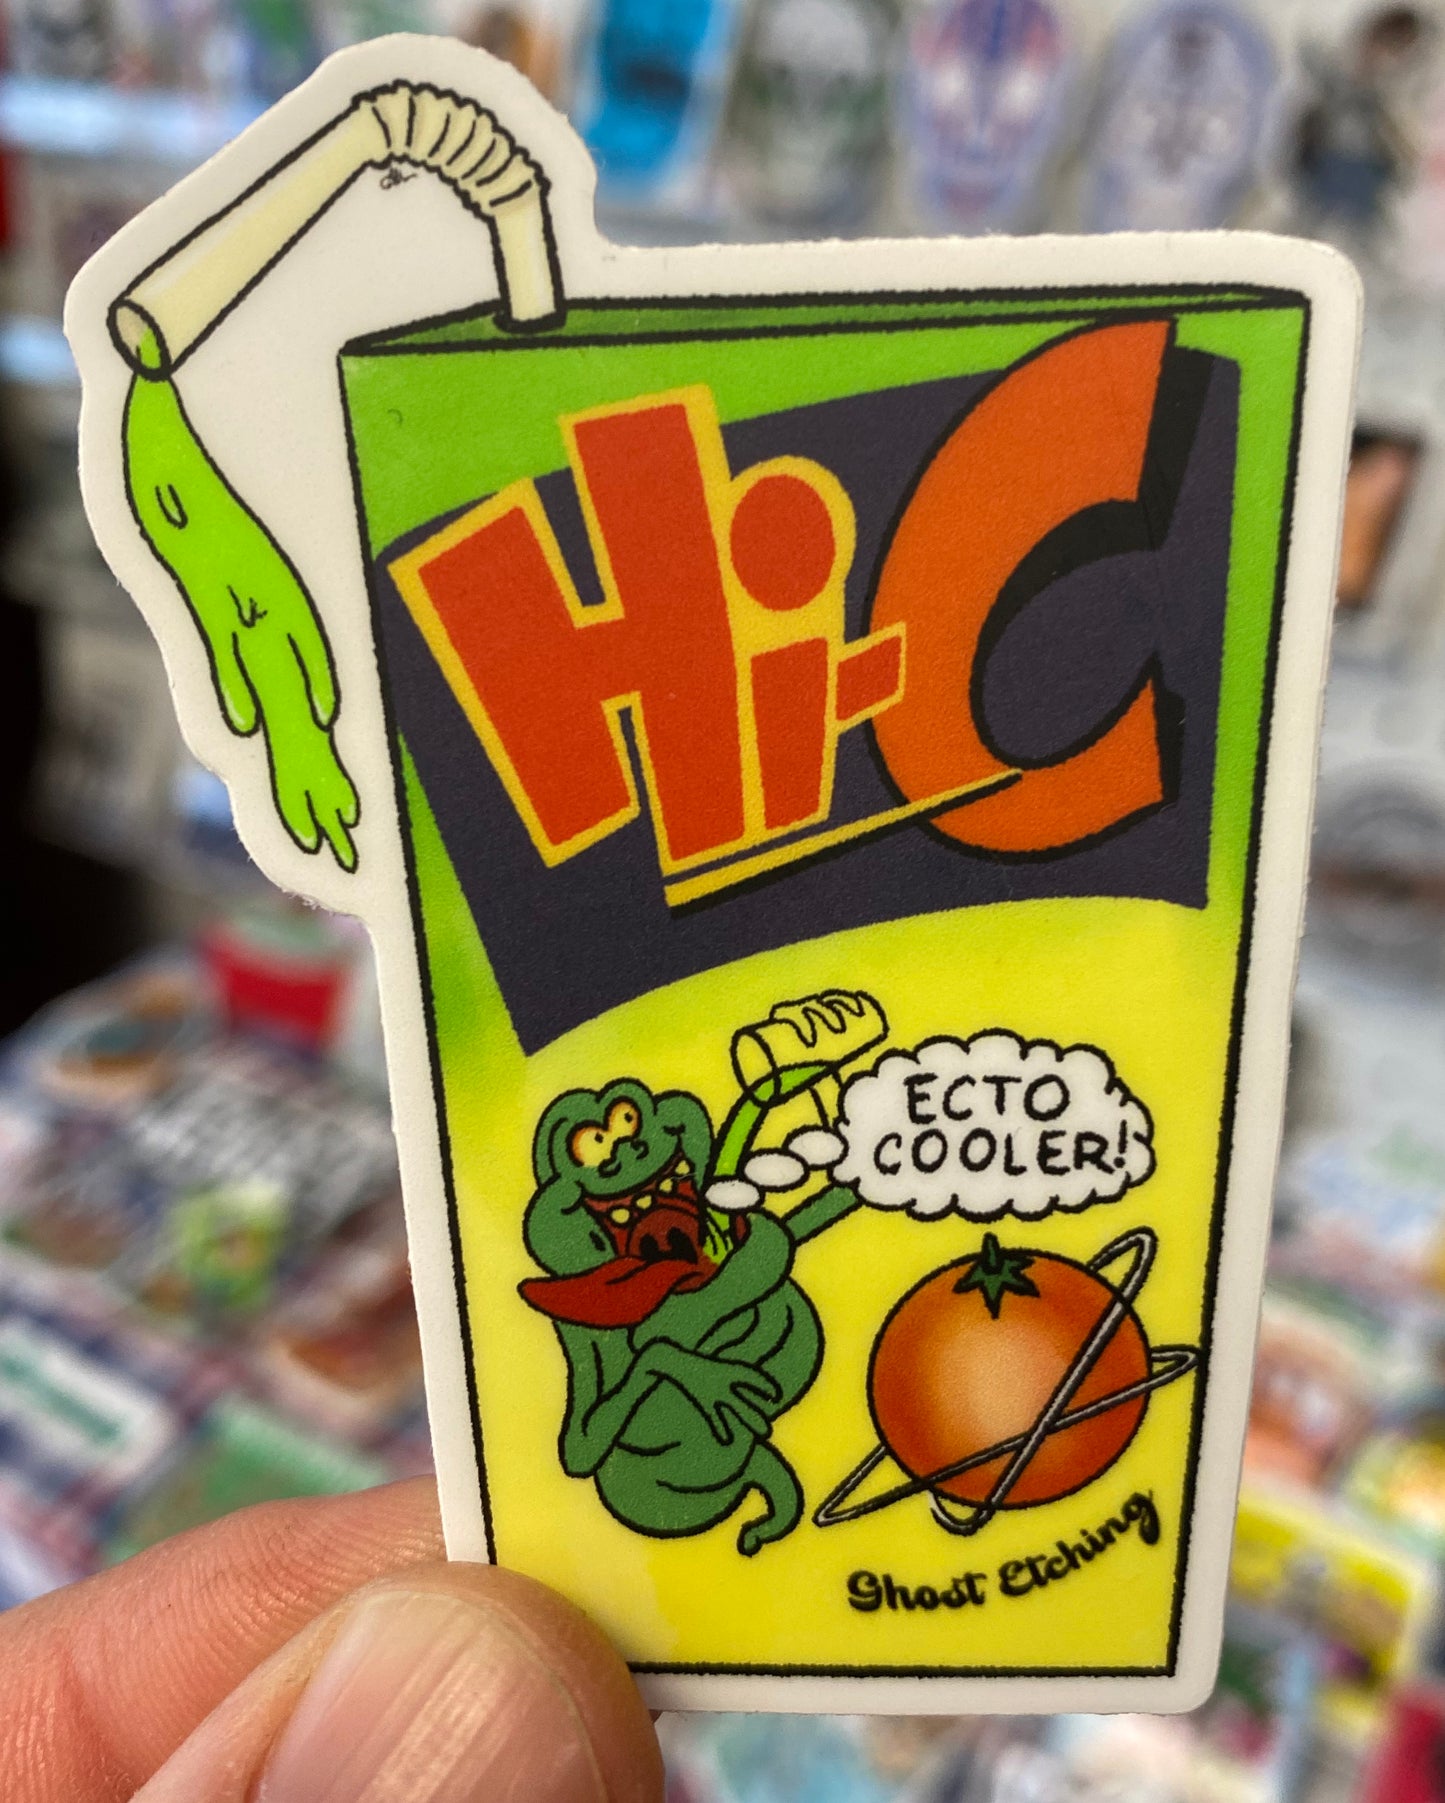 Hi-C
ECTO
COOLER!
Ghost Etching